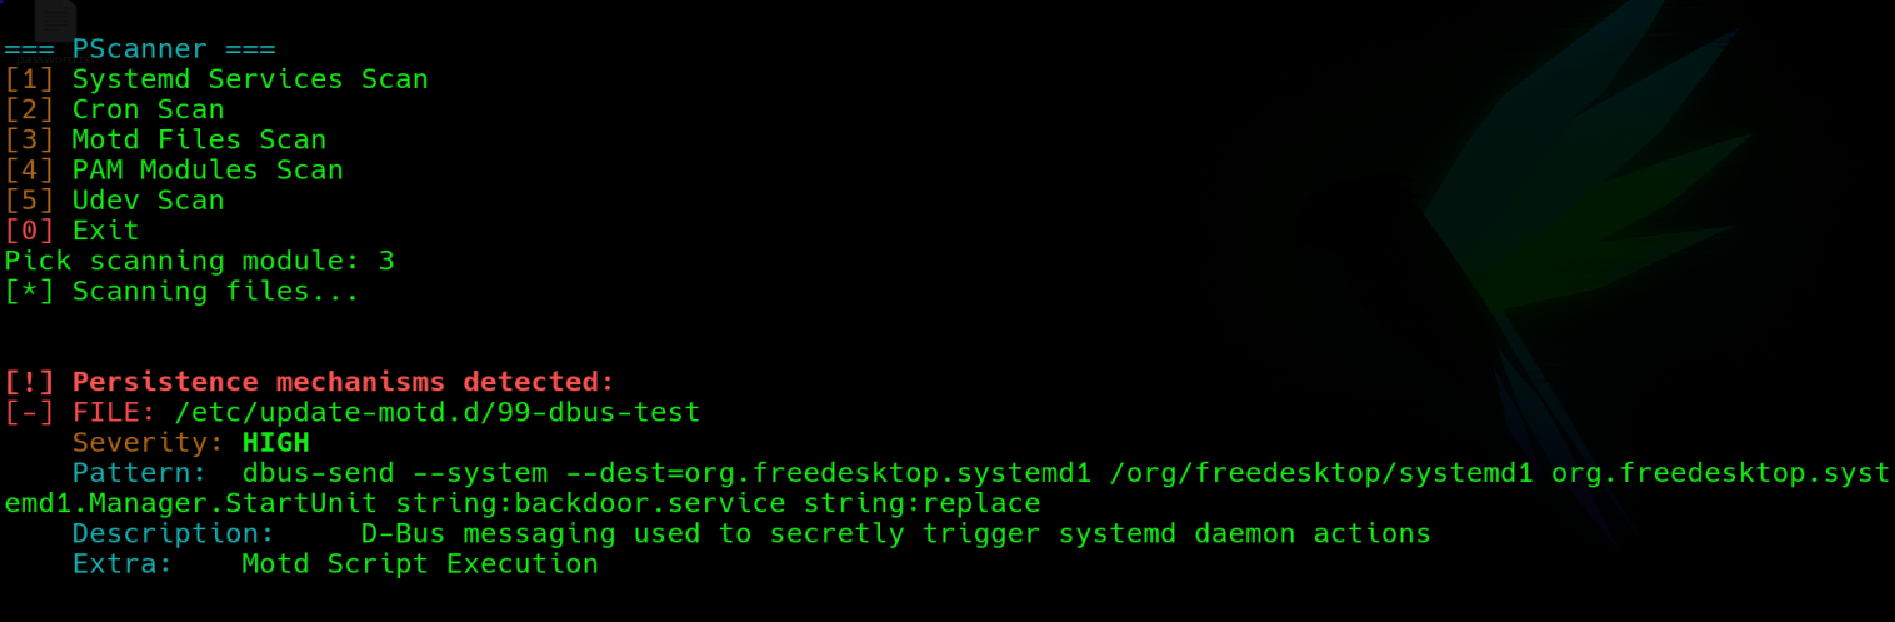 === PScanner ===
[1] Systemd Services Scan
[2] Cron Scan
[3] Motd Files Scan
[4] PAM Modules Scan
[5] Udev Scan
[0] Exit
Pick scanning module: 3
[*] Scanning files...
[!] Persistence mechanisms detected:
[-] FILE: /etc/update-motd.d/99-dbus-test
Severity: HIGH
Pattern: dbus-send --system --dest=org.freedesktop.systemd1 /org/freedesktop/systemd1 org.freedesktop.syst
emd1.Manager.StartUnit string:backdoor.service string:replace
Description: D-Bus messaging used to secretly trigger systemd daemon actions
Extra: Motd Script Execution